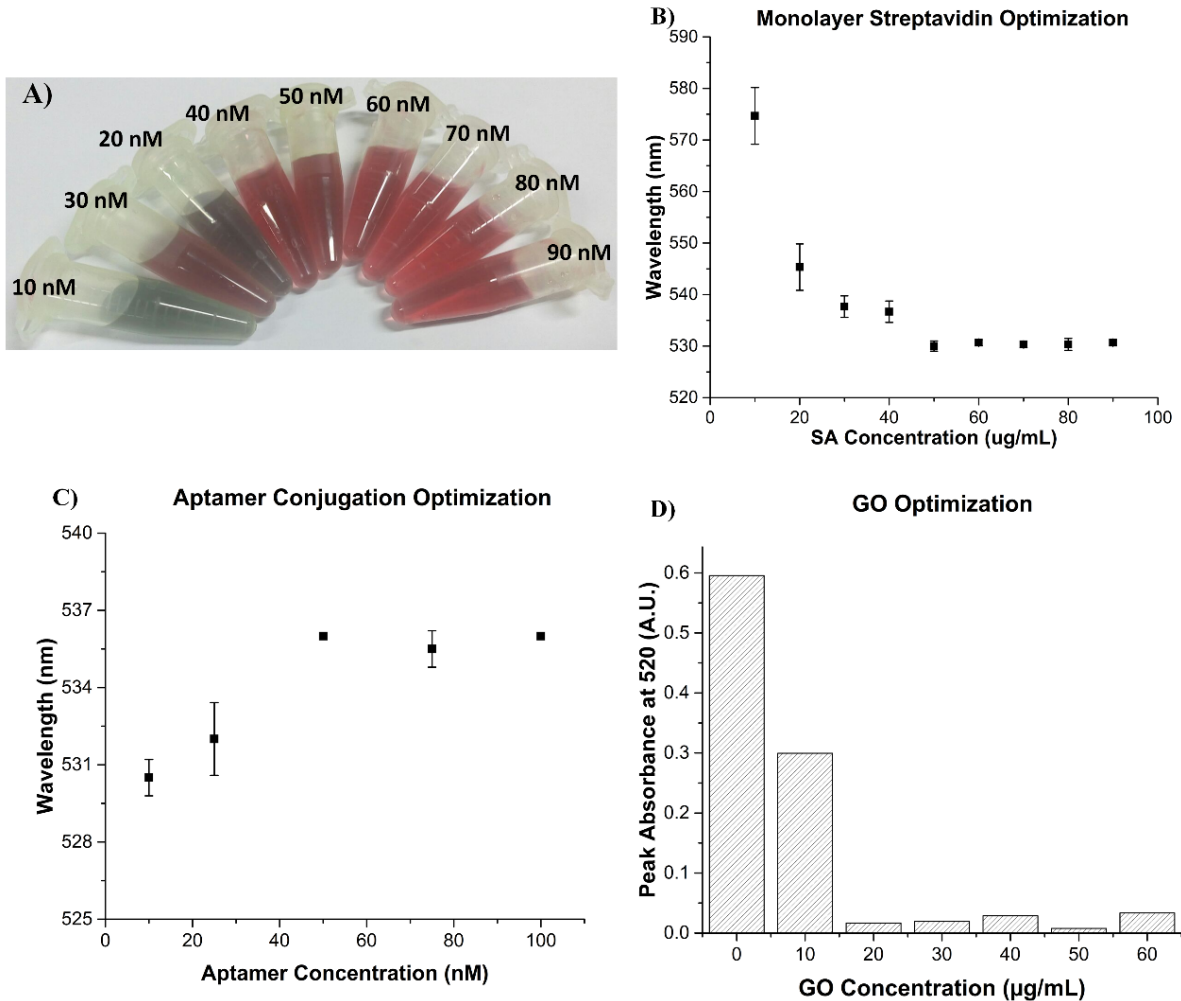 A)
10 nM
30 nM
20 nM
40 nM
50 nM
60 nM
70 nM
80 nM
90 nM
B)
Monolayer Streptavidin Optimization
590
580
570
560
550
540
530
520
0
20
40
60
80
100
Wavelength (nm)
SA Concentration (ug/mL)
C)
Aptamer Conjugation Optimization
540
537
534
531
528
525
0
20
40
60
80
100
Wavelength (nm)
Aptamer Concentration (nM)
D)
GO Optimization
0.6
0.5
0.4
0.3
0.2
0.1
0.0
0
10
20
30
40
50
60
Peak Absorbance at 520 (A.U.)
GO Concentration (µg/mL)